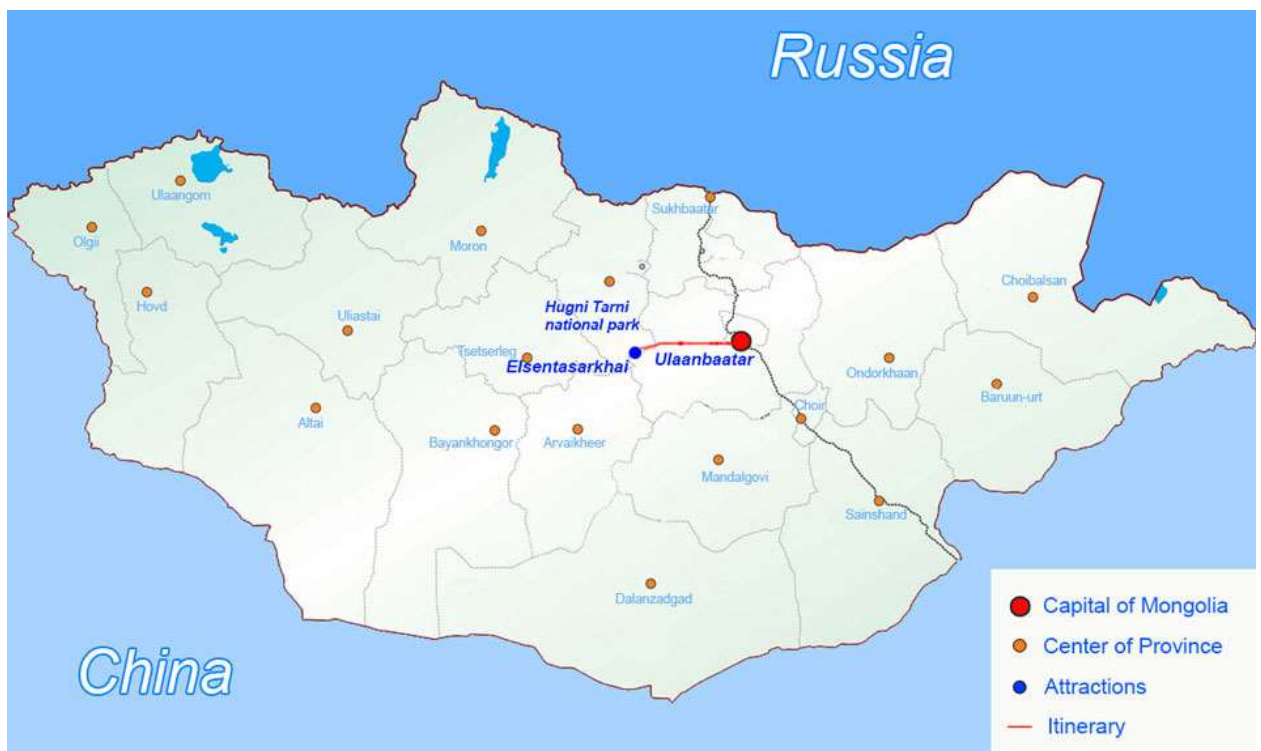 Russia
Sukhbaatar
Ulaangom
Olgii
Moron
Choibalsan
Hovd
Hugni Tarni
national park
Uliastai
Tsetserleg
Elsentasarkhai
Ulaanbaatar
Ondorkhaan
Baruun-urt
Altai
Choir
Bayankhongor
Arvaikheer
Mandalgovi
Sainshand
Dalanzadgad
China
Capital of Mongolia
Center of Province
Attractions
Itinerary